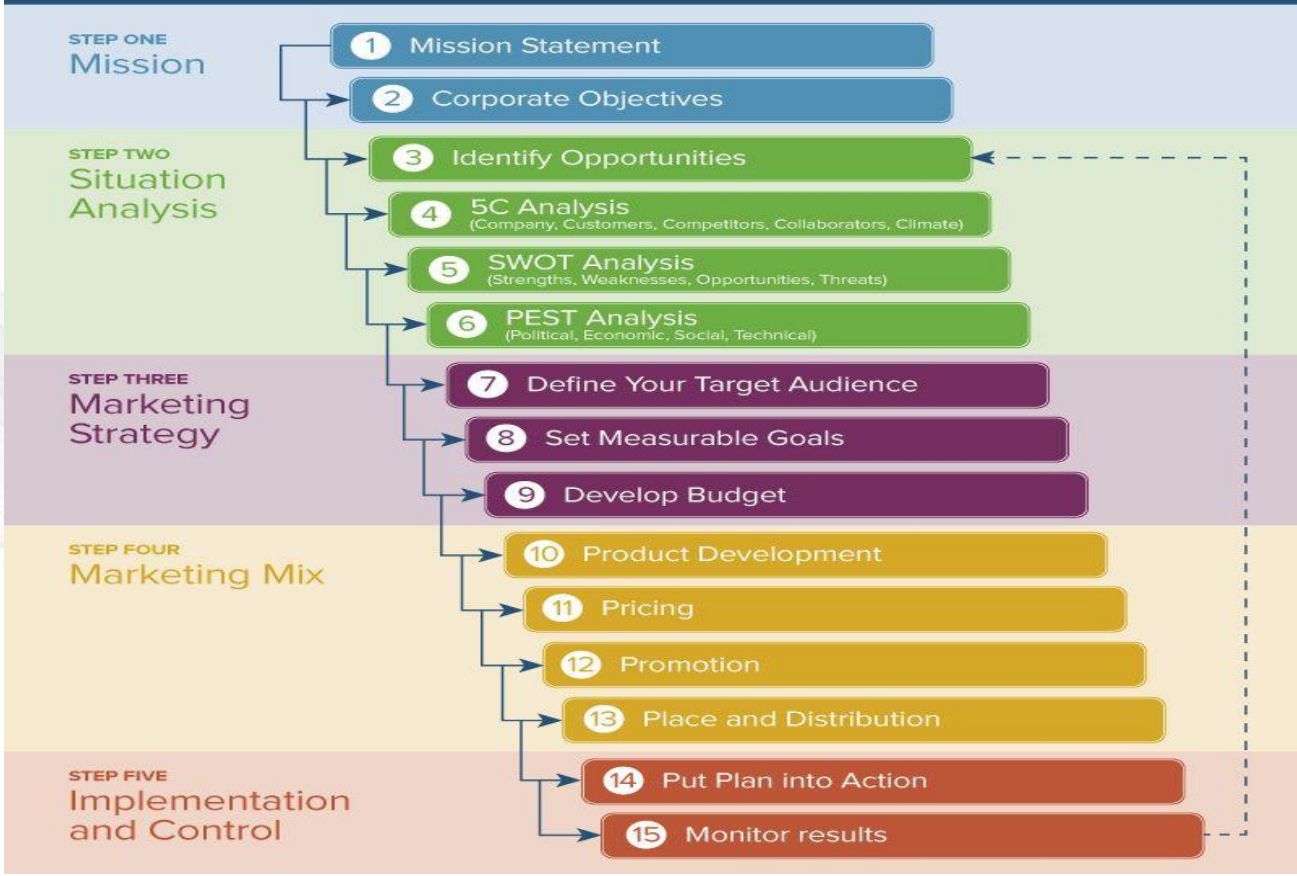 STEP ONE
Mission
1 Mission Statement
2 Corporate Objectives
STEP TWO
Situation
Analysis
3 Identify Opportunities
4 5C Analysis
(Company, Customers, Competitors, Collaborators, Climate)
5 SWOT Analysis
(Strengths, Weaknesses, Opportunities, Threats)
6 PEST Analysis
(Political, Economic, Social, Technical)
STEP THREE
Marketing
Strategy
7 Define Your Target Audience
8 Set Measurable Goals
9 Develop Budget
STEP FOUR
Marketing Mix
10 Product Development
11 Pricing
12 Promotion
13 Place and Distribution
STEP FIVE
Implementation
and Control
14 Put Plan into Action
15 Monitor results